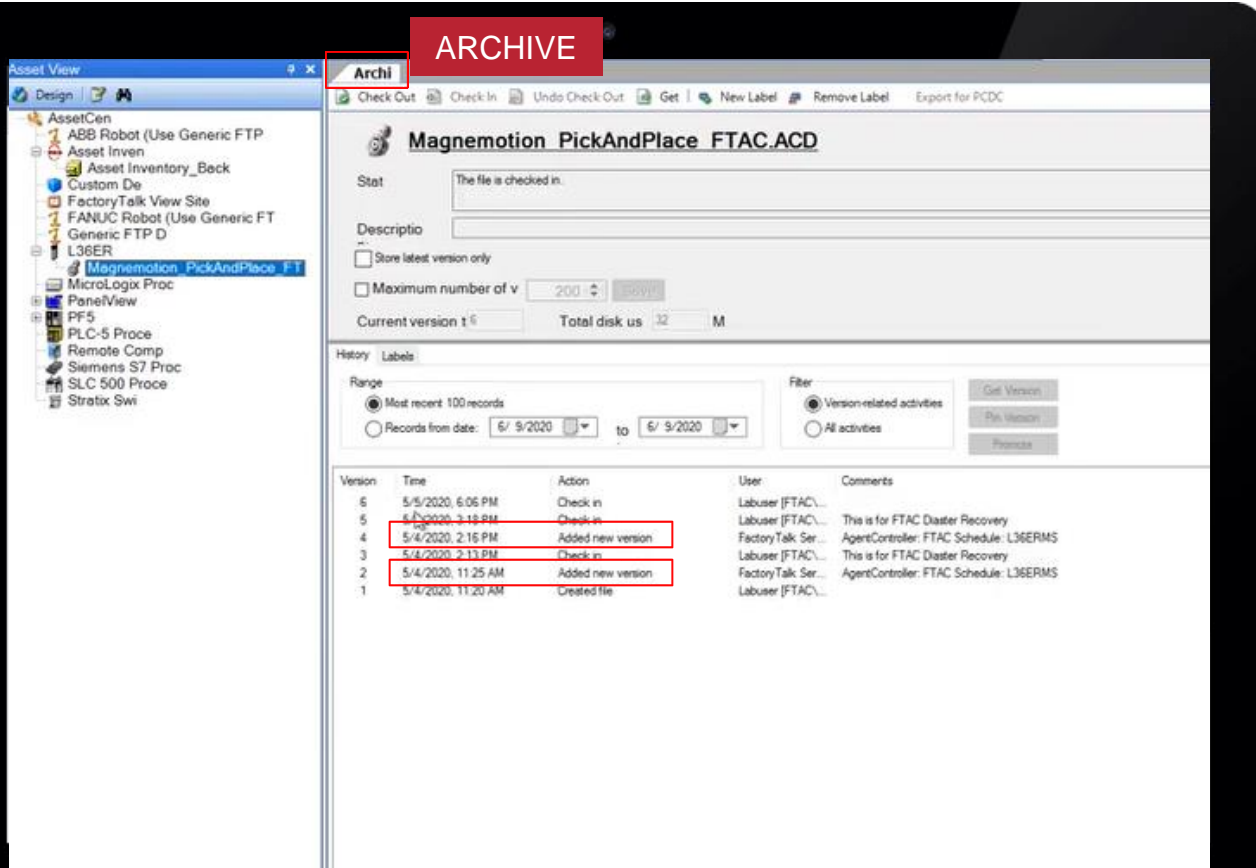 ARCHIVE
Asset View
Design
AssetCen
ABB Robot (Use Generic FTP
Asset Inven
Asset Inventory_Back
Custom De
FactoryTalk View Site
FANUC Robot (Use Generic FT
Generic FTP D
L36ER
Magnemotion_PickAndPlace_FT
MicroLogix Proc
PanelView
PF5
PLC-5 Proce
Remote Comp
Siemens S7 Proc
SLC 500 Proce
Stratix Swi
Archi
Check Out Check In Undo Check Out Get New Label Remove Label Export for PCDC
Magnemotion_PickAndPlace_FTAC.ACD
Stat The file is checked in.
Descriptio
Store latest version only
Maximum number of v 200
Current version t 6 Total disk us 32 M
History Labels
Range
Most recent 100 records
Records from date: 6/ 9/2020 to 6/ 9/2020
Filter
Version-related activities
All activities
Get Version
Pin Version
Promote
Version Time Action User Comments
6 5/5/2020, 6:06 PM Check in Labuser [FTAC\...
5 3:18 PM Check in Labuser [FTAC\... This is for FTAC Diaster Recovery
4 5/4/2020, 2:16 PM Added new version FactoryTalk Ser... AgentController: FTAC Schedule: L36ERMS
3 5/4/2020, 2:13 PM Check in Labuser [FTAC\... This is for FTAC Diaster Recovery
2 5/4/2020, 11:25 AM Added new version FactoryTalk Ser... AgentController: FTAC Schedule: L36ERMS
1 5/4/2020, 11:20 AM Created file Labuser [FTAC\...